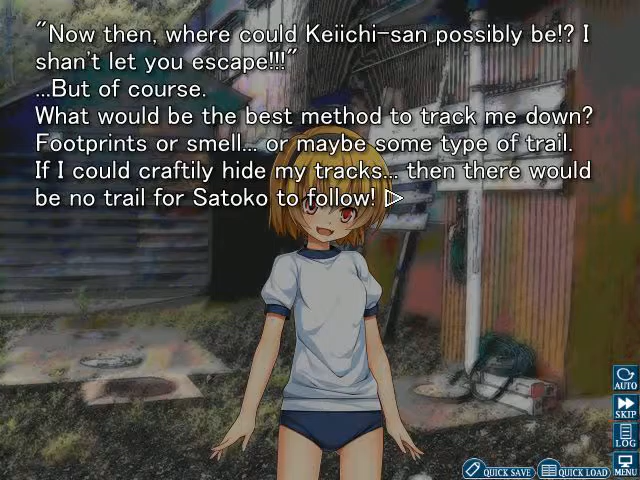 "Now then, where could Keiichi-san possibly be!? I
shan't let you escape!!!"
...But of course.
What would be the best method to track me down?
Footprints or smell... or maybe some type of trail.
If I could craftily hide my tracks... then there would
be no trail for Satoko to follow!
AUTO
SKIP
LOG
MENU
QUICK SAVE
QUICK LOAD